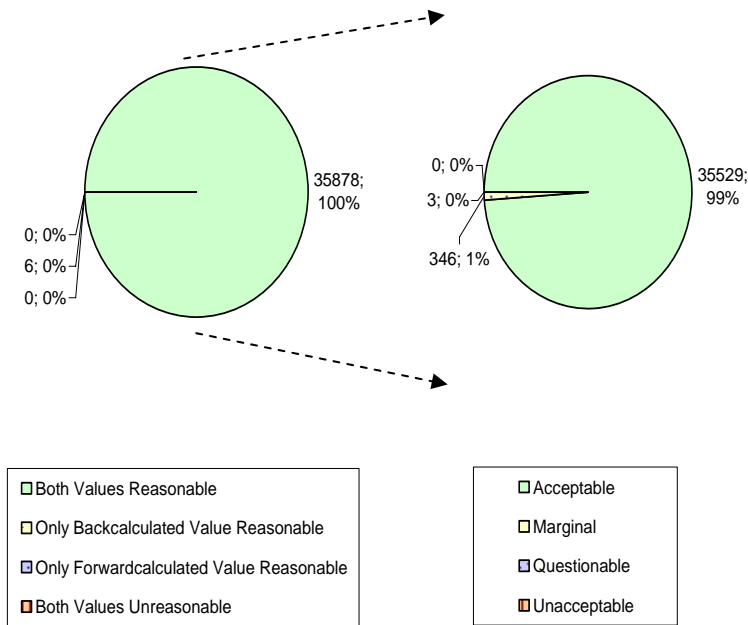 35878;
100%
0; 0%
6; 0%
0; 0%
0; 0%
3; 0%
346; 1%
35529;
99%
Both Values Reasonable
Only Backcalculated Value Reasonable
Only Forwardcalculated Value Reasonable
Both Values Unreasonable
Acceptable
Marginal
Questionable
Unacceptable